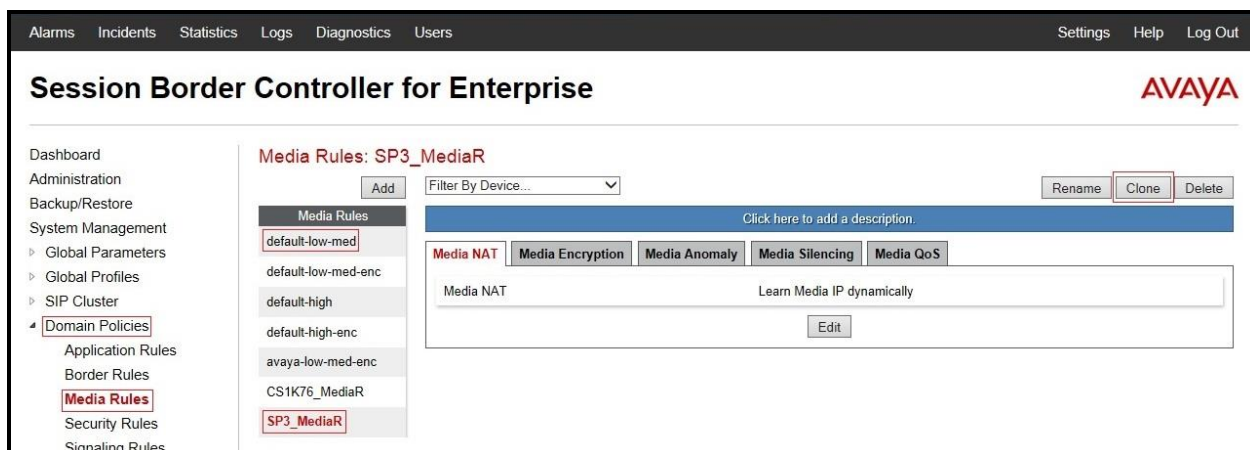 Alarms Incidents Statistics Logs Diagnostics Users Settings Help Log Out
Session Border Controller for Enterprise
AVAYA
Dashboard
Administration
Backup/Restore
System Management
Global Parameters
Global Profiles
SIP Cluster
Domain Policies
Application Rules
Border Rules
Media Rules
Security Rules
Signaling Rules
Media Rules: SP3_MediaR
Add
Filter By Device...
Rename Clone Delete
Media Rules
default-low-med
default-low-med-enc
default-high
default-high-enc
avaya-low-med-enc
CS1K76_MediaR
SP3_MediaR
Click here to add a description.
Media NAT Media Encryption Media Anomaly Media Silencing Media QoS
Media NAT Learn Media IP dynamically
Edit